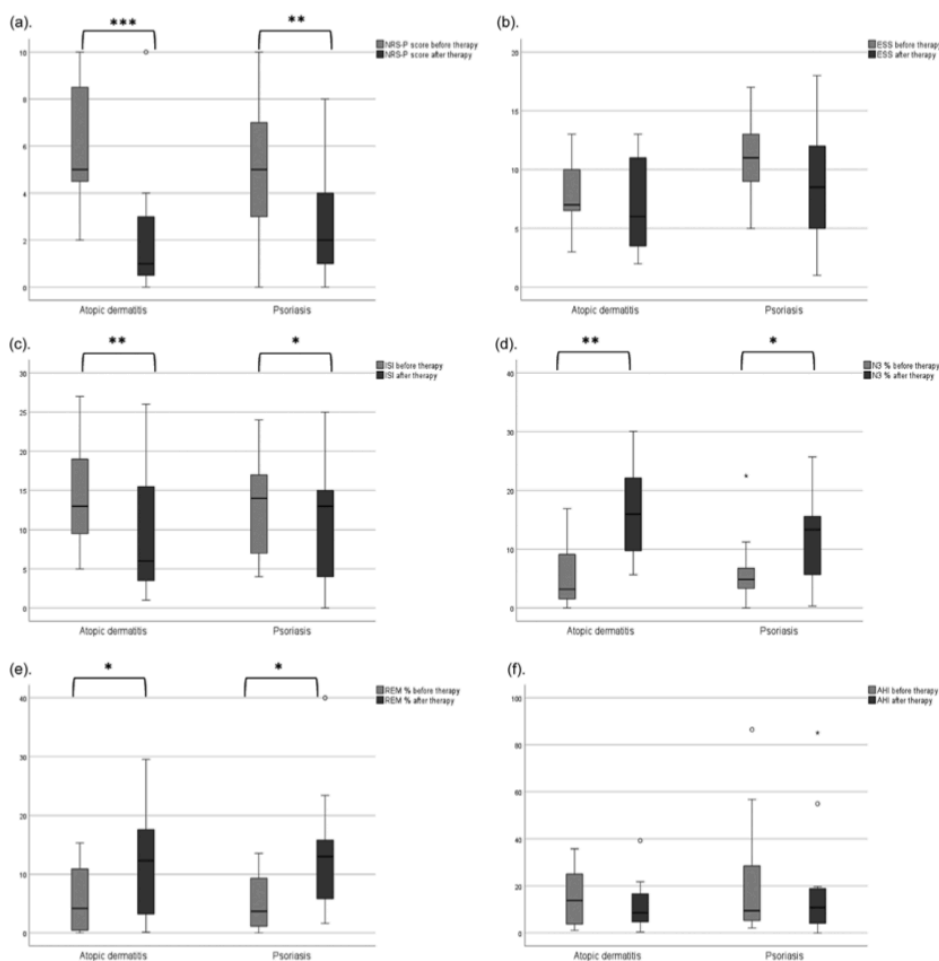 (a).
***
**
NRS-P score before therapy
NRS-P score after therapy
10
8
6
4
2
0
Atopic dermatitis
Psoriasis
(b).
ESS before therapy
ESS after therapy
20
15
10
5
0
Atopic dermatitis
Psoriasis
(c).
**
*
ISI before therapy
ISI after therapy
30
25
20
15
10
5
0
Atopic dermatitis
Psoriasis
(d).
**
*
N3 % before therapy
N3 % after therapy
40
30
20
10
0
Atopic dermatitis
Psoriasis
(e).
*
*
REM % before therapy
REM % after therapy
40
30
20
10
0
Atopic dermatitis
Psoriasis
(f).
AHI before therapy
AHI after therapy
100
80
60
40
20
0
Atopic dermatitis
Psoriasis